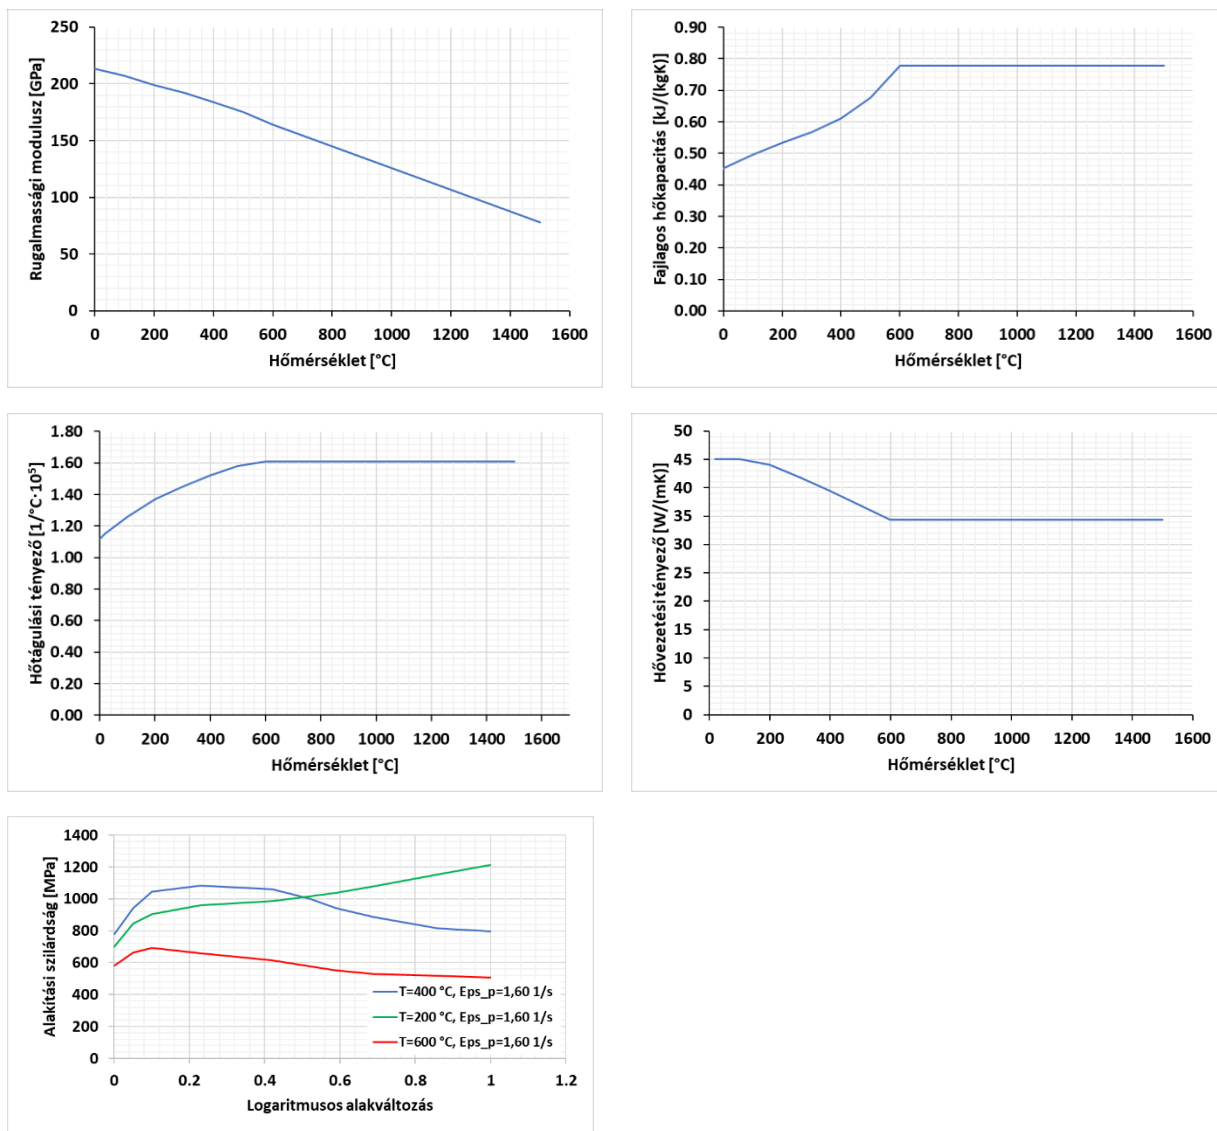 Rugalmassági modulusz [GPa]
250
200
150
100
50
0
0 200 400 600 800 1000 1200 1400 1600
Hőmérséklet [°C]
Fajlagos hőkapacitás [kJ/(kgK)]
0.90
0.80
0.70
0.60
0.50
0.40
0.30
0.20
0.10
0.00
0 200 400 600 800 1000 1200 1400 1600
Hőmérséklet [°C]
Hőtágulási tényező [1/°C·10⁵]
1.80
1.60
1.40
1.20
1.00
0.80
0.60
0.40
0.20
0.00
0 200 400 600 800 1000 1200 1400 1600
Hőmérséklet [°C]
Hővezetési tényező [W/(mK)]
50
45
40
35
30
25
20
15
10
5
0
0 200 400 600 800 1000 1200 1400 1600
Hőmérséklet [°C]
Alakítási szilárdság [MPa]
1400
1200
1000
800
600
400
200
0
T=400 °C, Eps_p=1,60 1/s
T=200 °C, Eps_p=1,60 1/s
T=600 °C, Eps_p=1,60 1/s
0 0.2 0.4 0.6 0.8 1 1.2
Logaritmusos alakváltozás